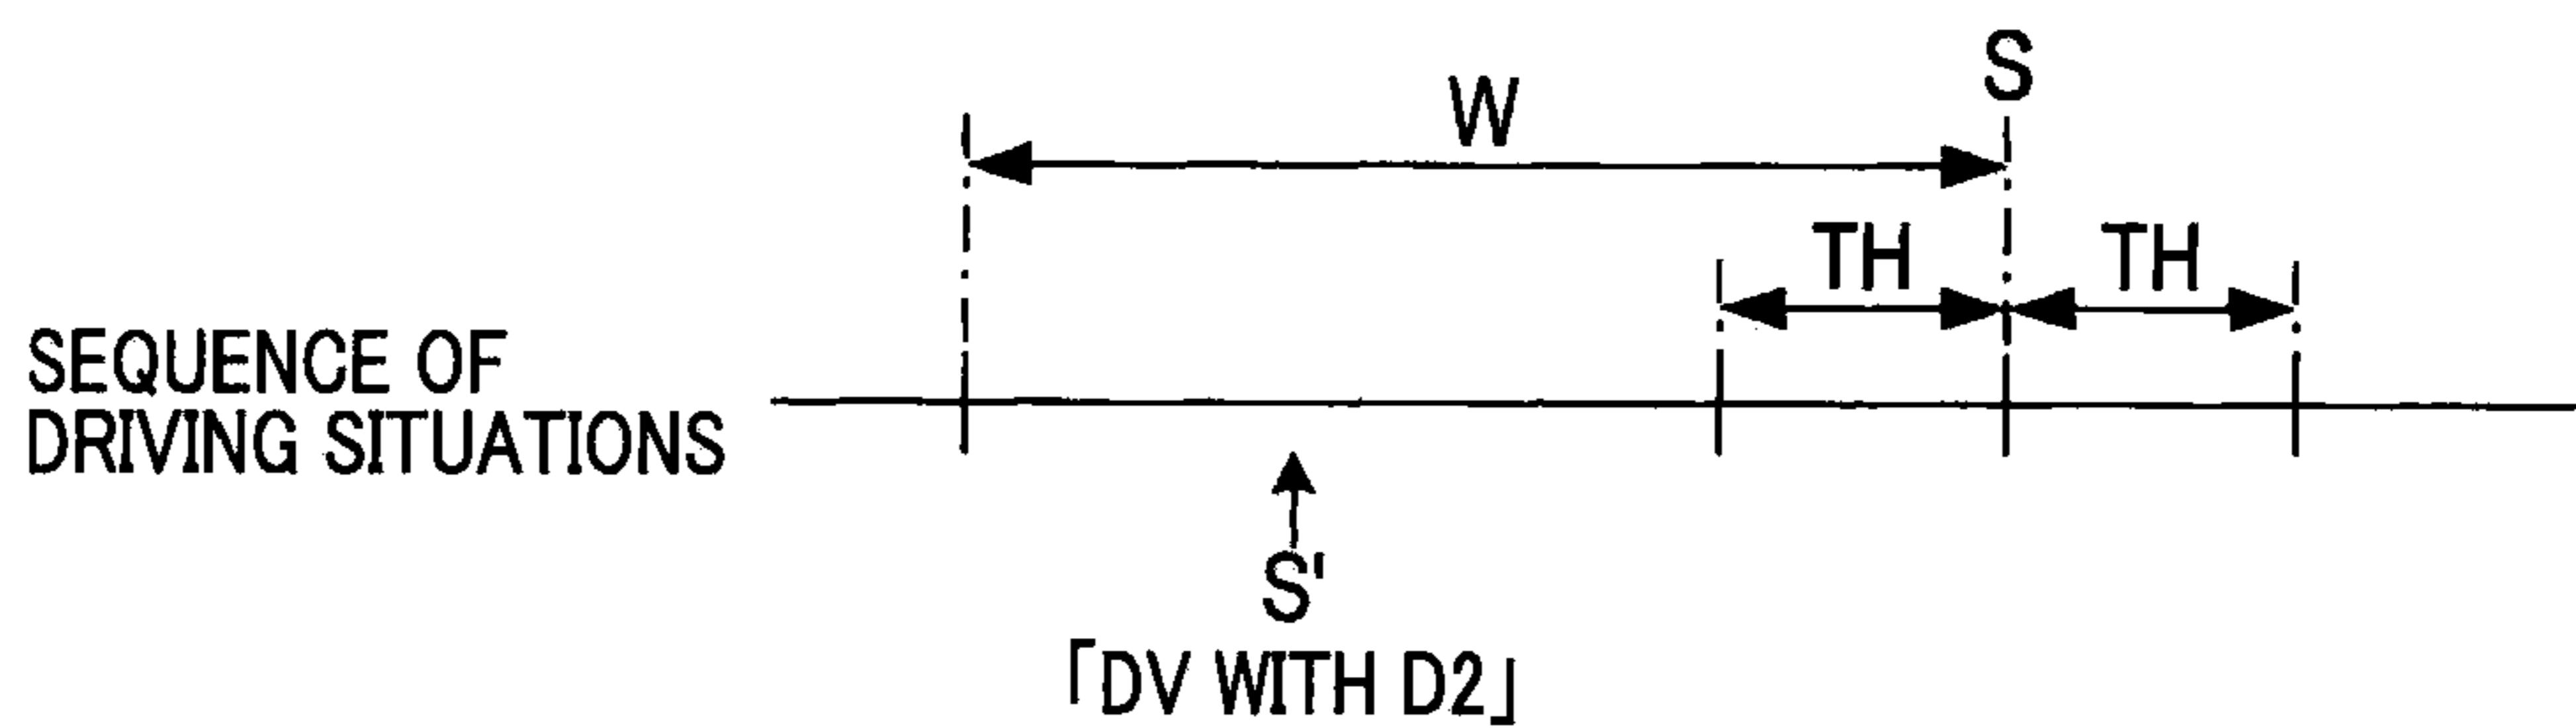 S
W
TH TH
SEQUENCE OF
DRIVING SITUATIONS
S'
「DV WITH D2」